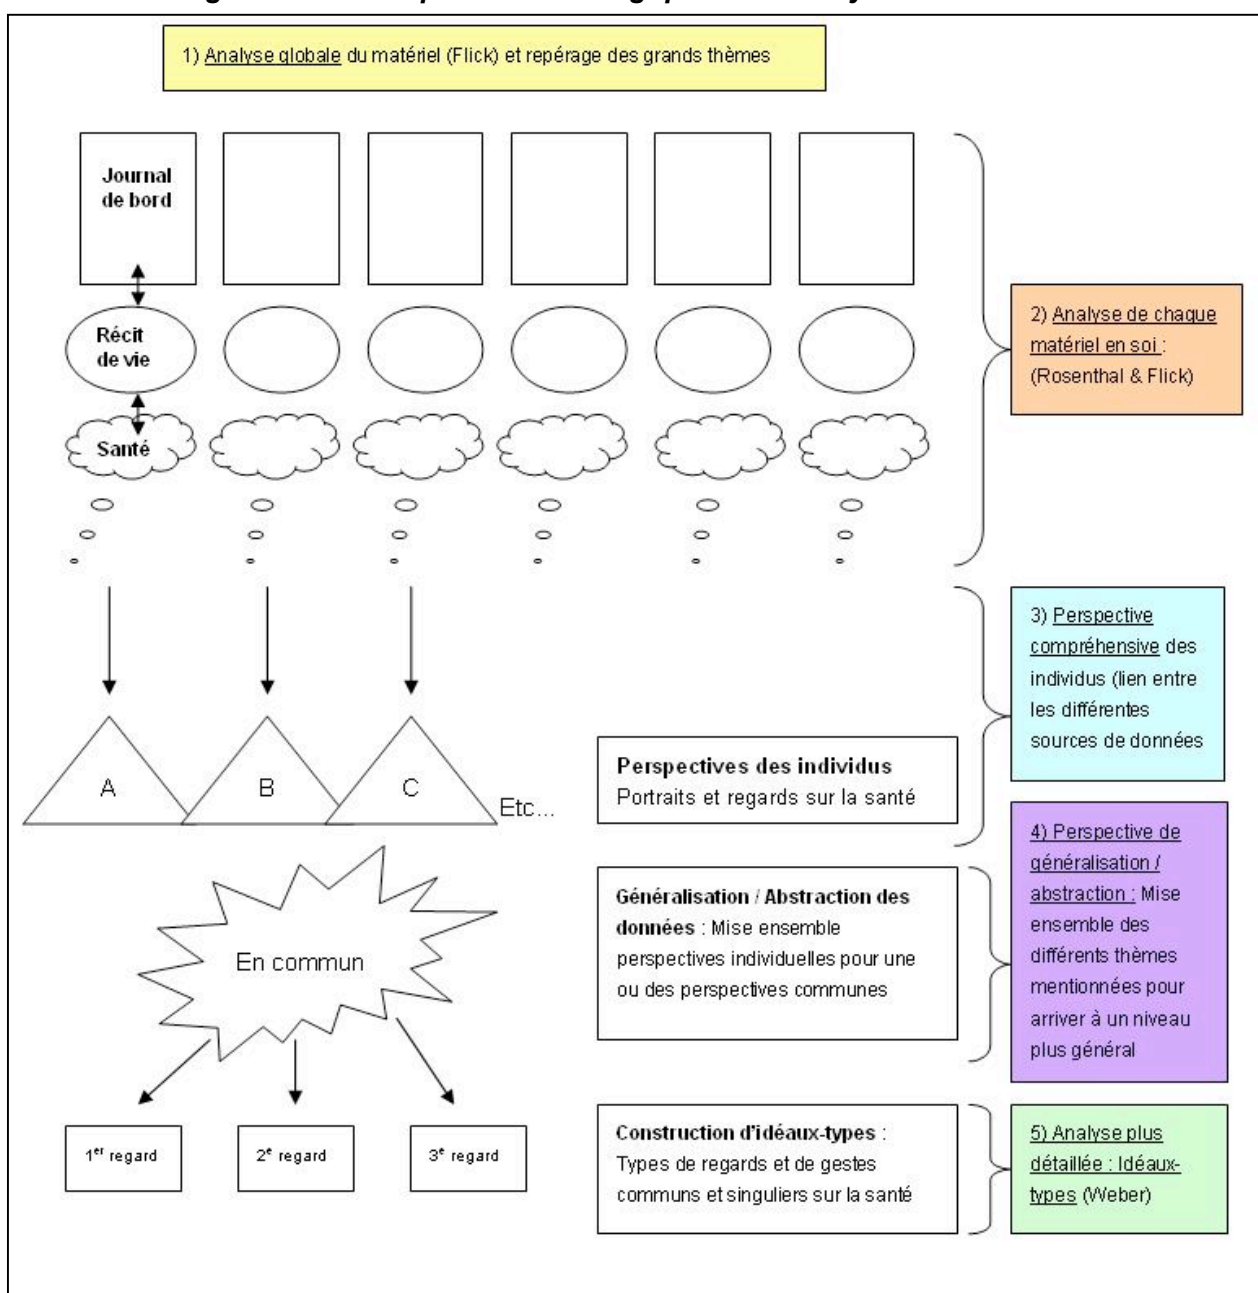 1) Analyse globale du matériel (Flick) et repérage des grands thèmes
Journal
de bord
Récit
de vie
Santé
2) Analyse de chaque
matériel en soi :
(Rosenthal & Flick)
3) Perspective
compréhensive des
individus (lien entre
les différentes
sources de données
A
B
C
Etc...
Perspectives des individus
Portraits et regards sur la santé
4) Perspective de
généralisation /
abstraction : Mise
ensemble des
différents thèmes
mentionnées pour
arriver à un niveau
plus général
En commun
Généralisation / Abstraction des
données : Mise ensemble
perspectives individuelles pour une
ou des perspectives communes
1er regard
2e regard
3e regard
Construction d'idéaux-types :
Types de regards et de gestes
communs et singuliers sur la santé
5) Analyse plus
détaillée : Idéaux-
types (Weber)